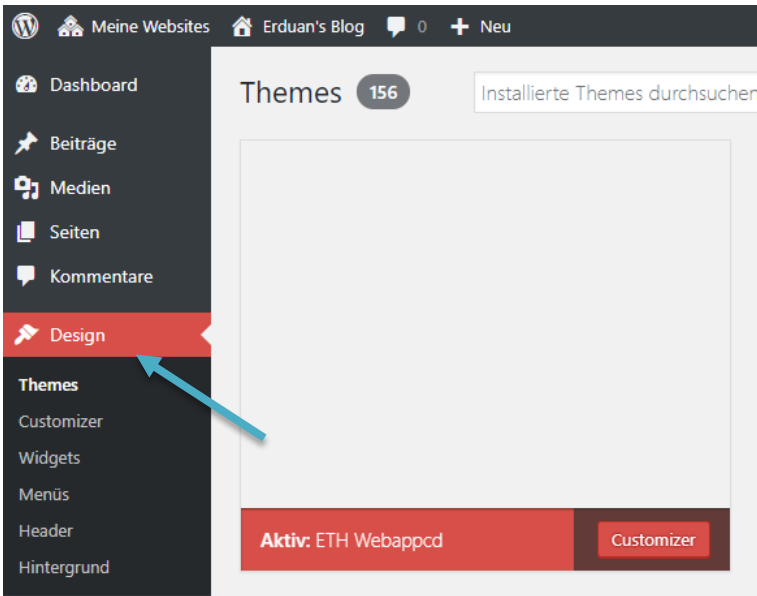 Meine Websites Erduan's Blog 0 Neu
Dashboard
Beiträge
Medien
Seiten
Kommentare
Design
Themes
Customizer
Widgets
Menüs
Header
Hintergrund
Themes 156
Installierte Themes durchsuchen
Aktiv: ETH Webappcd
Customizer